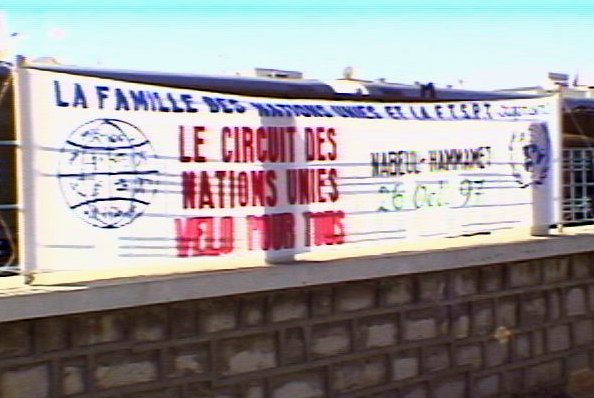 LA FAMILLE DES NATIONS UNIES ET LA F.T.S.P.T
LE CIRCUIT DES
NATIONS UNIES
VELO POUR TOUS
NABEUL - HAMMAMET
26 Oct. 97